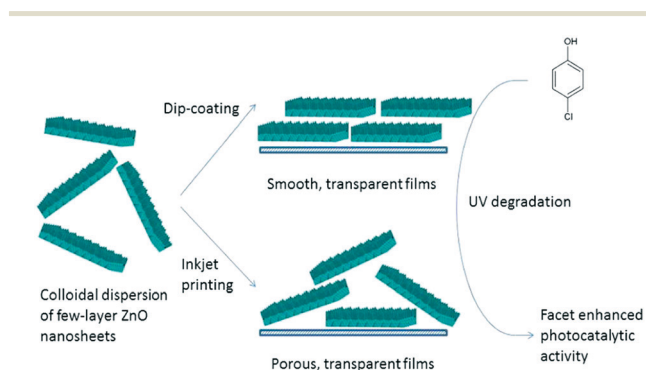 OH
Cl
Dip-coating
Smooth, transparent films
UV degradation
Inkjet
printing
Colloidal dispersion
of few-layer ZnO
nanosheets
Facet enhanced
photocatalytic
activity
Porous, transparent films